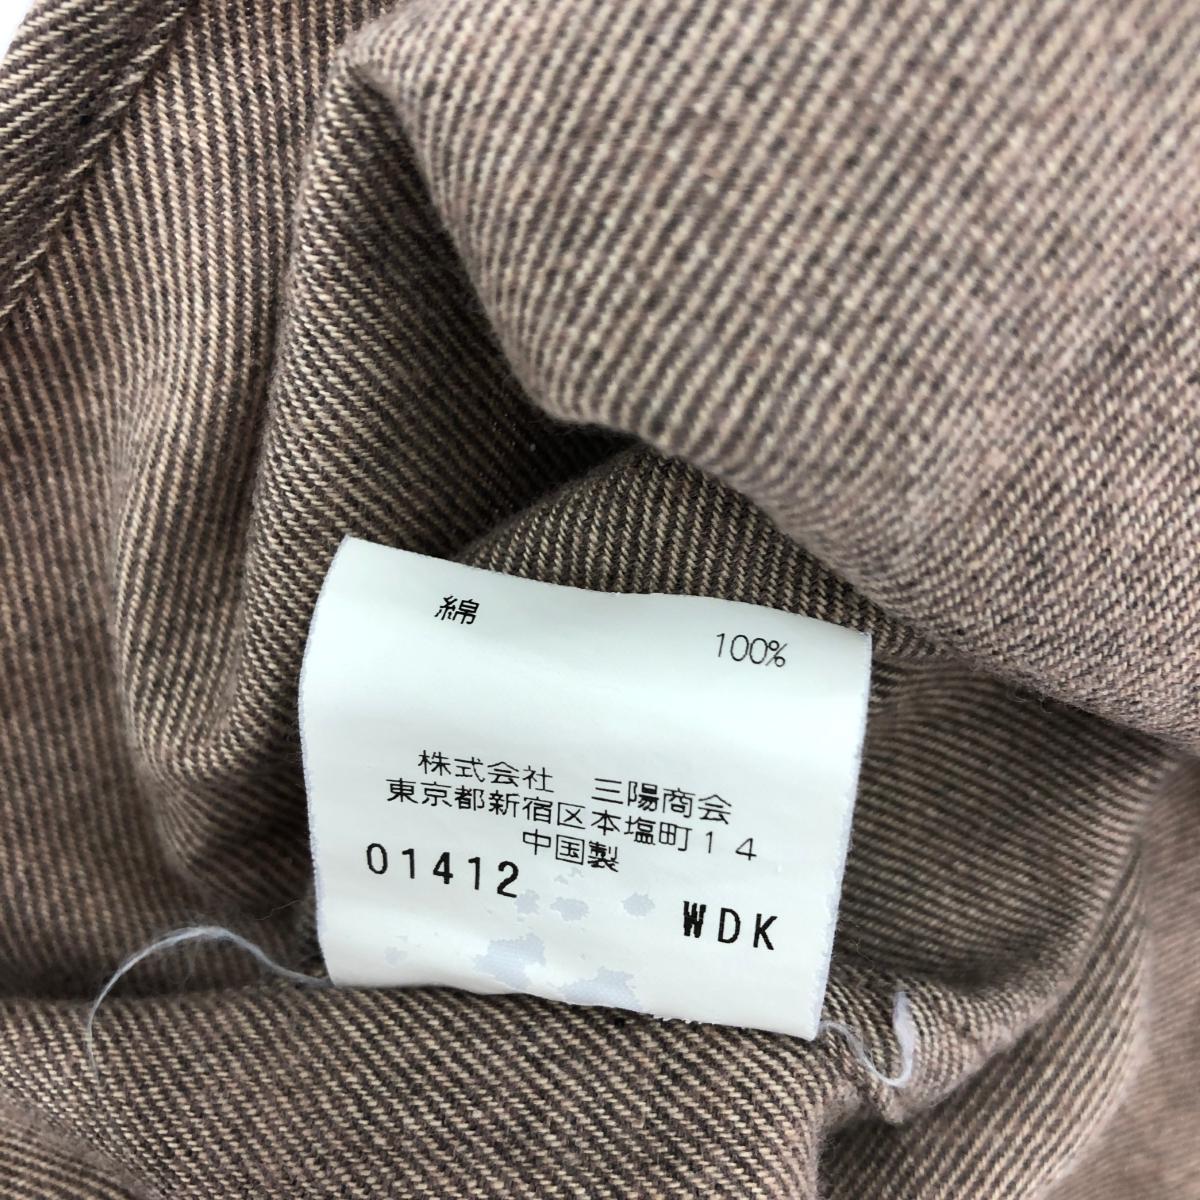 綿 100%
株式会社 三陽商会
東京都新宿区本塩町14
中国製
01412 WDK